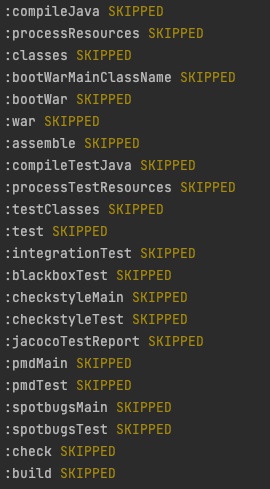 :compileJava SKIPPED
:processResources SKIPPED
:classes SKIPPED
:bootWarMainClassName SKIPPED
:bootWar SKIPPED
:war SKIPPED
:assemble SKIPPED
:compileTestJava SKIPPED
:processTestResources SKIPPED
:testClasses SKIPPED
:test SKIPPED
:integrationTest SKIPPED
:blackboxTest SKIPPED
:checkstyleMain SKIPPED
:checkstyleTest SKIPPED
:jacocoTestReport SKIPPED
:pmdMain SKIPPED
:pmdTest SKIPPED
:spotbugsMain SKIPPED
:spotbugsTest SKIPPED
:check SKIPPED
:build SKIPPED